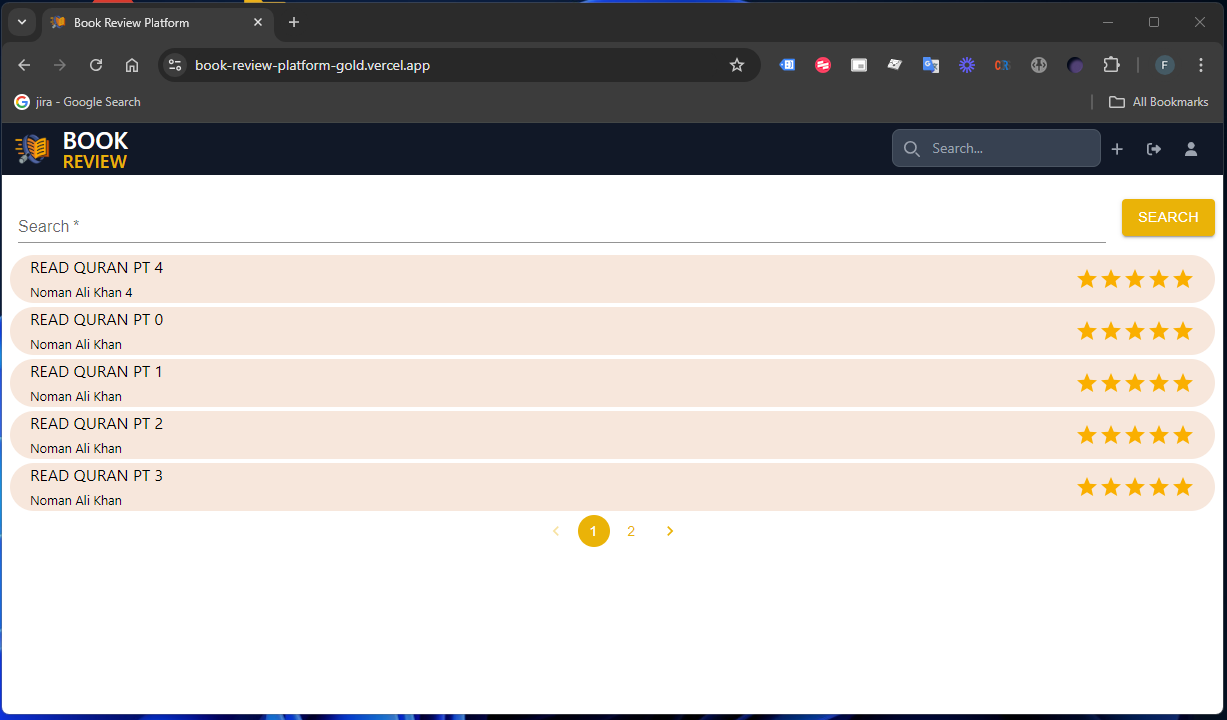 Book Review Platform
book-review-platform-gold.vercel.app
F
jira - Google Search
All Bookmarks
BOOK
REVIEW
Search...
Search *
SEARCH
READ QURAN PT 4
Noman Ali Khan 4
READ QURAN PT 0
Noman Ali Khan
READ QURAN PT 1
Noman Ali Khan
READ QURAN PT 2
Noman Ali Khan
READ QURAN PT 3
Noman Ali Khan
1 2